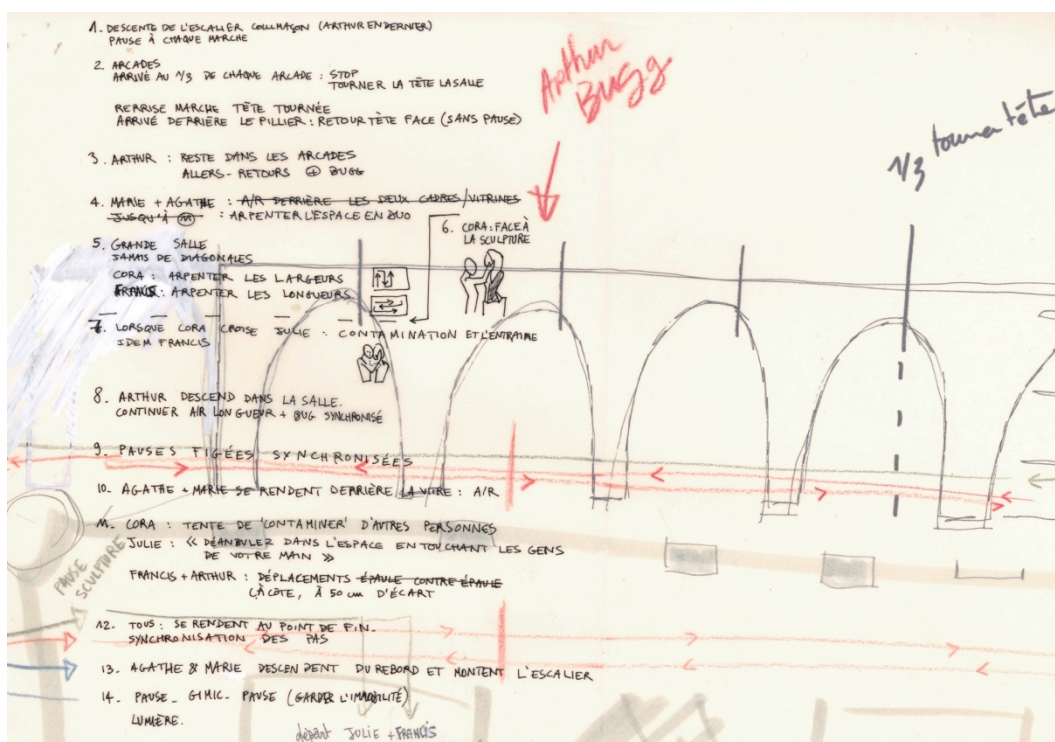 1. DESCENTE DE L'ESCALIER COLIMAÇON (ARTHUR EN DERNIER)
PAUSE À CHAQUE MARCHE
2. ARCADES
ARRIVÉ AU 1/3 DE CHAQUE ARCADE : STOP
TOURNER LA TÊTE LA SALLE
REPRISE MARCHE TÊTE TOURNÉE
ARRIVÉ DERRIÈRE LE PILLIER : RETOUR TÊTE FACE (SANS PAUSE)
Arthur
BUGG.
1/3 tourna tête
3. ARTHUR : RESTE DANS LES ARCADES
ALLERS-RETOURS ⊕ BUGG
4. MARIE + AGATHE : A/R DERRIÈRE LES DEUX CADRES/VITRINES
JUSQU'À M : ARPENTER L'ESPACE EN DUO
5. GRANDE SALLE
JAMAIS DE DIAGONALES
CORA : ARPENTER LES LARGEURS
FRANCIS : ARPENTER LES LONGUEURS
6. CORA : FACE À
LA SCULPTURE
7. LORSQUE CORA CROISE JULIE : CONTAMINATION ET L'ENTRAINE
IDEM FRANCIS
8. ARTHUR DESCEND DANS LA SALLE.
CONTINUER A/R LONGUEUR + BUG SYNCHRONISÉ
9. PAUSES FIGÉES SYNCHRONISÉES
10. AGATHE + MARIE SE RENDENT DERRIÈRE LA VITRE : A/R
11. CORA : TENTE DE 'CONTAMINER' D'AUTRES PERSONNES
JULIE : « DÉAMBULEZ DANS L'ESPACE EN TOUCHANT LES GENS
DE VOTRE MAIN »
FRANCIS + ARTHUR : DÉPLACEMENTS ÉPAULE CONTRE ÉPAULE
CÔTE À CÔTE, À 50 cm D'ÉCART
PAUSE
SCULPTURE
12. TOUS : SE RENDENT AU POINT DE FIN.
SYNCHRONISATION DES PAS
13. AGATHE & MARIE DESCENDENT DU REBORD ET MONTENT L'ESCALIER
14. PAUSE - GIMIC - PAUSE (GARDER L'IMMOBILITÉ)
LUMIÈRE.
départ JULIE + FRANCIS